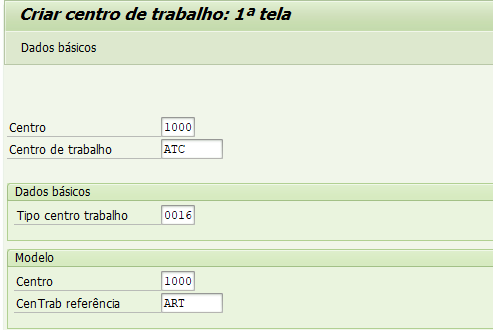 Criar centro de trabalho: 1ª tela
Dados básicos
Centro 1000
Centro de trabalho ATC
Dados básicos
Tipo centro trabalho 0016
Modelo
Centro 1000
CenTrab referência ART